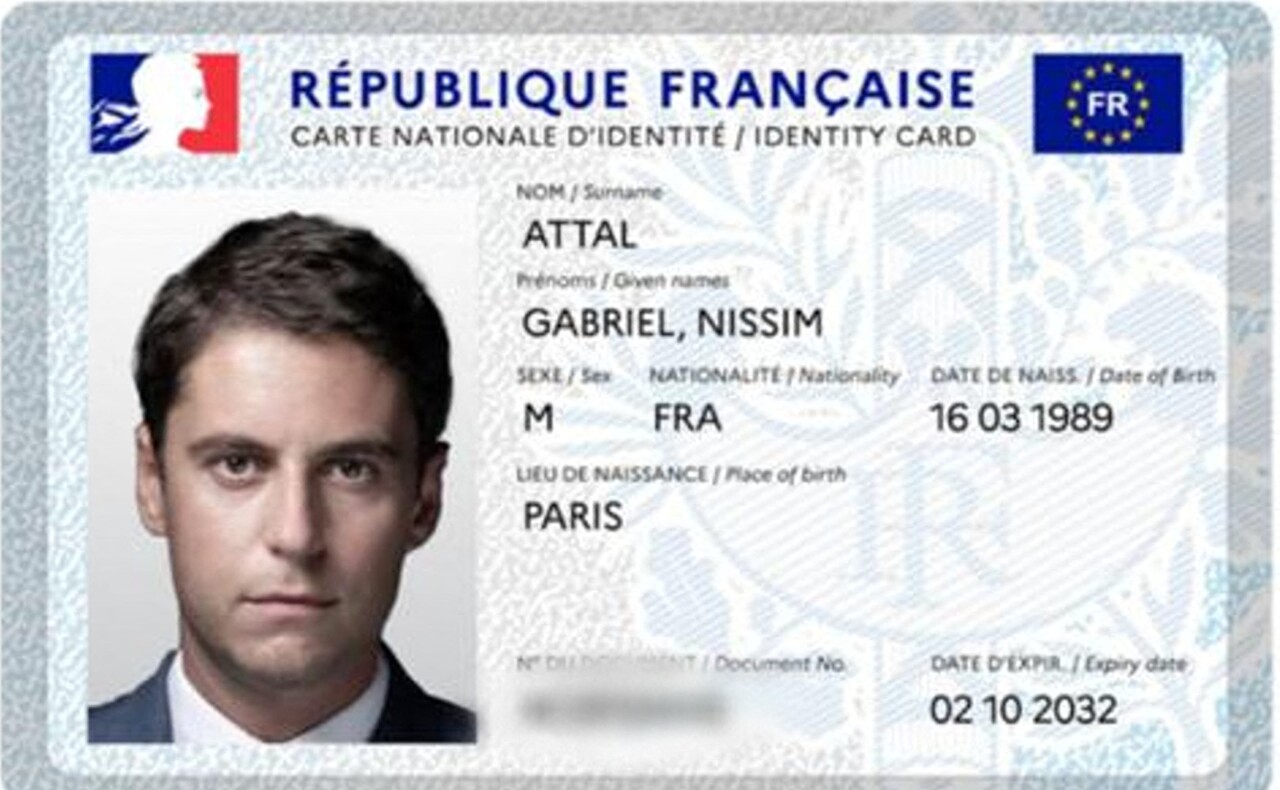 RÉPUBLIQUE FRANÇAISE
FR
CARTE NATIONALE D'IDENTITÉ / IDENTITY CARD
NOM / Surname
ATTAL
Prénoms / Given names
GABRIEL, NISSIM
SEXE / Sex NATIONALITÉ / Nationality DATE DE NAISS. / Date of Birth
M FRA 16 03 1989
LIEU DE NAISSANCE / Place of birth
PARIS
RF
N° DU DOCUMENT / Document No. DATE D'EXPIR. / Expiry date
02 10 2032